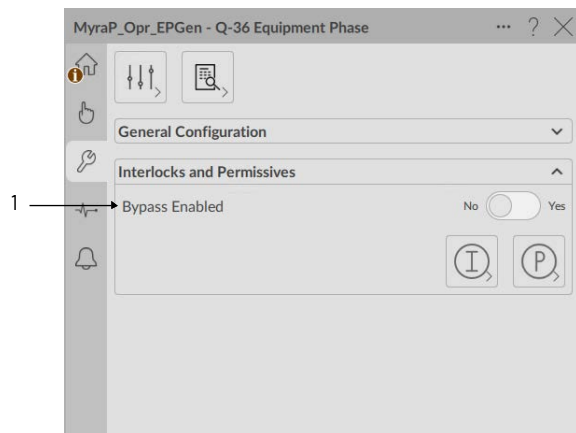 MyraP_Opr_EPGen - Q-36 Equipment Phase ... ?
General Configuration
Interlocks and Permissives
1 Bypass Enabled No Yes
I P